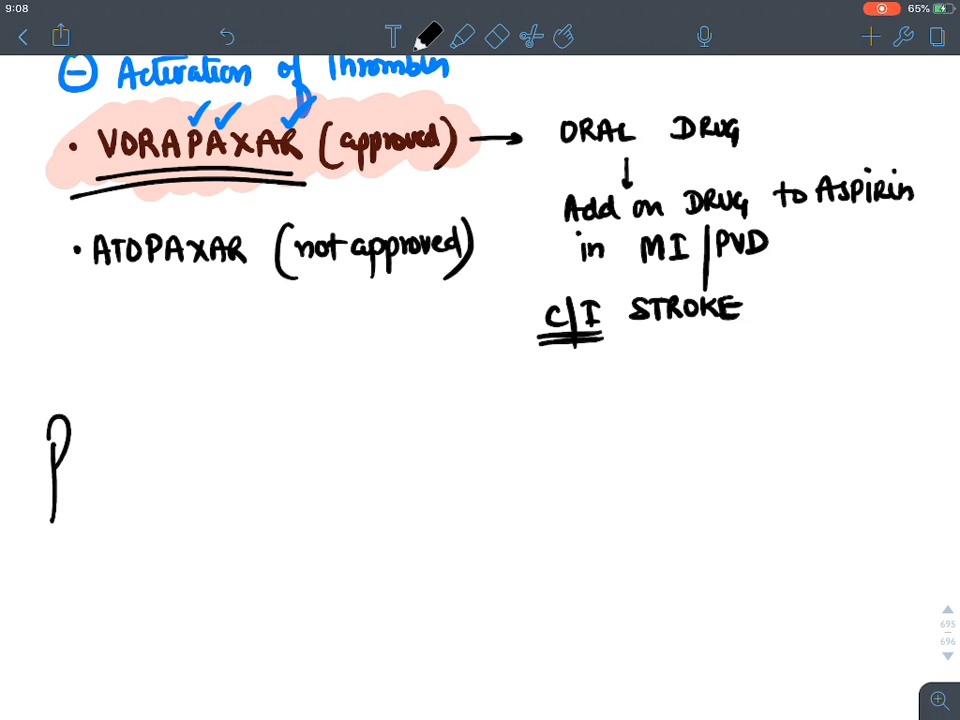 9:08
65%
T
⊖ Activation of Thrombin
• VORAPAXAR (approved) → ORAL DRUG
↓
Add on DRUG to ASPIRIN
in MI | PVD
• ATOPAXAR (not approved)
C/I STROKE
P
695
696